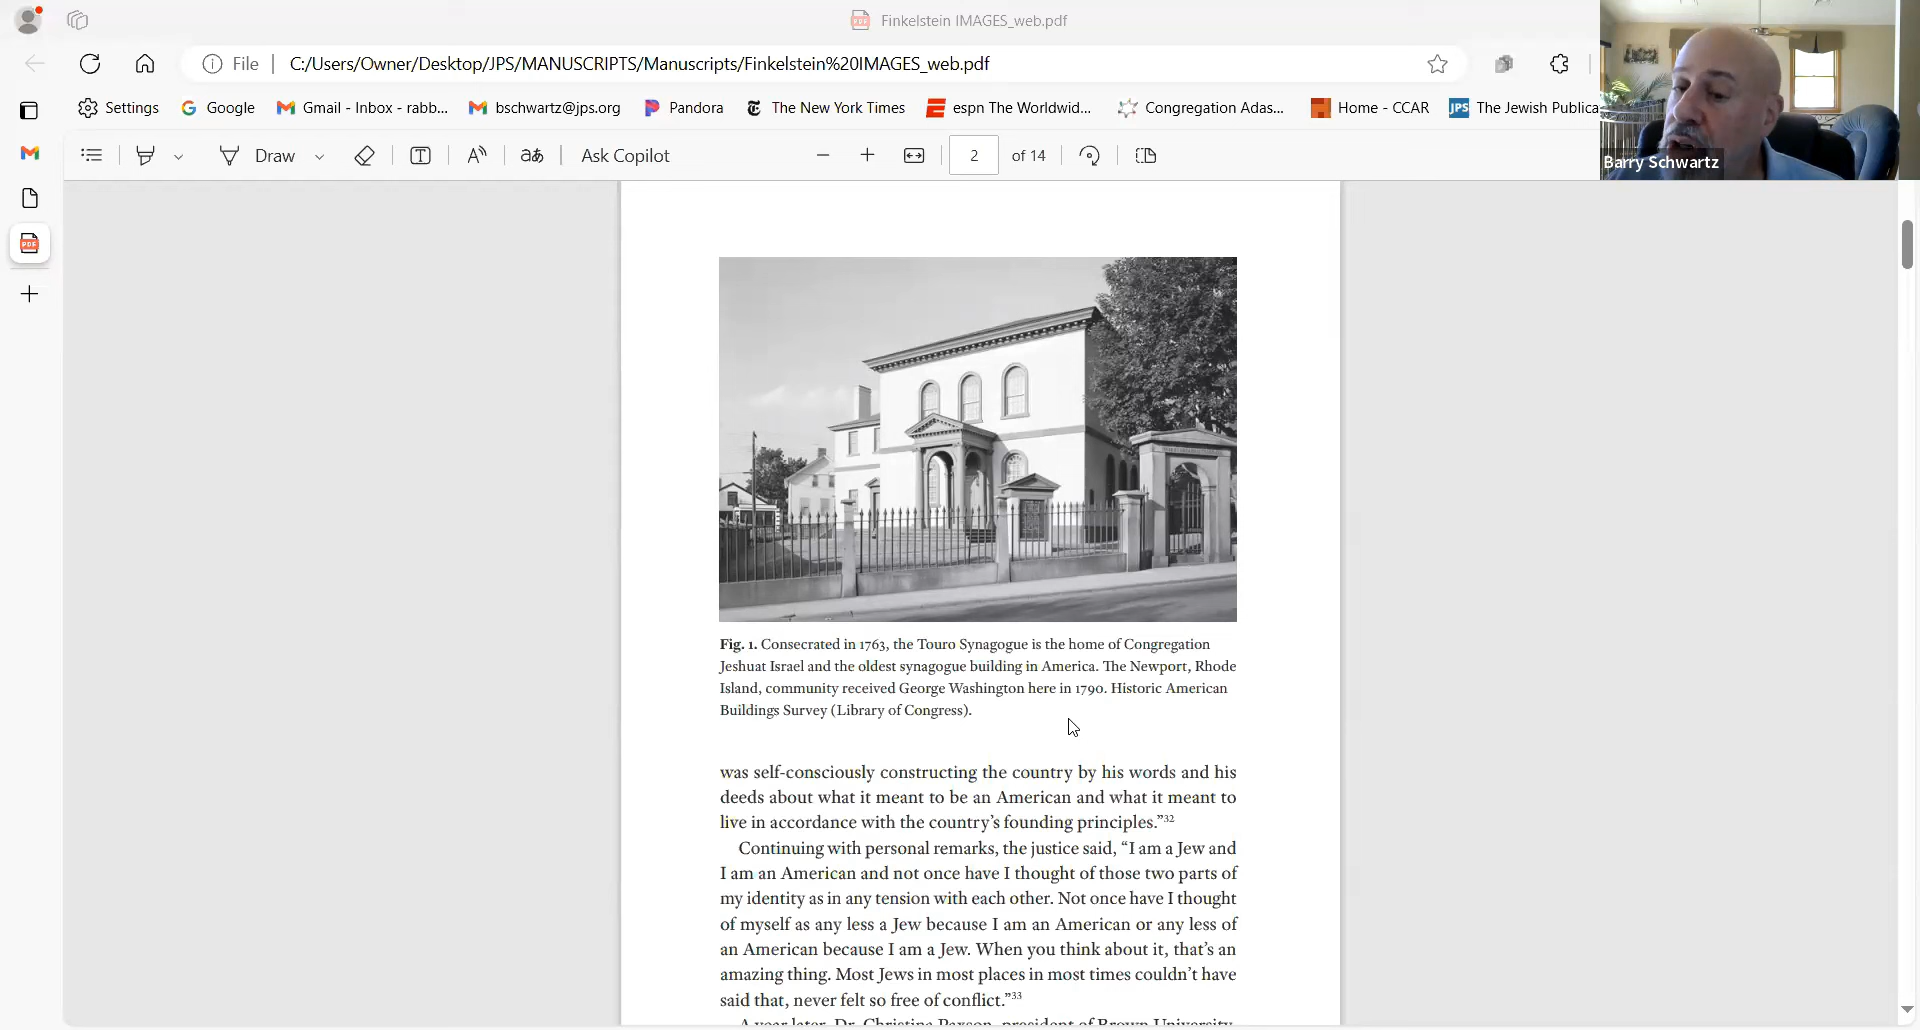 Finkelstein IMAGES_web.pdf
File
C:/Users/Owner/Desktop/JPS/MANUSCRIPTS/Manuscripts/Finkelstein%20IMAGES_web.pdf
Settings
Google
Gmail - Inbox - rabb...
bschwartz@jps.org
Pandora
The New York Times
espn The Worldwid...
Congregation Adas...
Home - CCAR
JPS The Jewish Publica
Draw
Ask Copilot
2 of 14
Barry Schwartz
Fig. 1. Consecrated in 1763, the Touro Synagogue is the home of Congregation
Jeshuat Israel and the oldest synagogue building in America. The Newport, Rhode
Island, community received George Washington here in 1790. Historic American
Buildings Survey (Library of Congress).
was self-consciously constructing the country by his words and his
deeds about what it meant to be an American and what it meant to
live in accordance with the country’s founding principles.”32
Continuing with personal remarks, the justice said, “I am a Jew and
I am an American and not once have I thought of those two parts of
my identity as in any tension with each other. Not once have I thought
of myself as any less a Jew because I am an American or any less of
an American because I am a Jew. When you think about it, that’s an
amazing thing. Most Jews in most places in most times couldn’t have
said that, never felt so free of conflict.”33
A year later, Dr. Christina Paxson, president of Brown University,